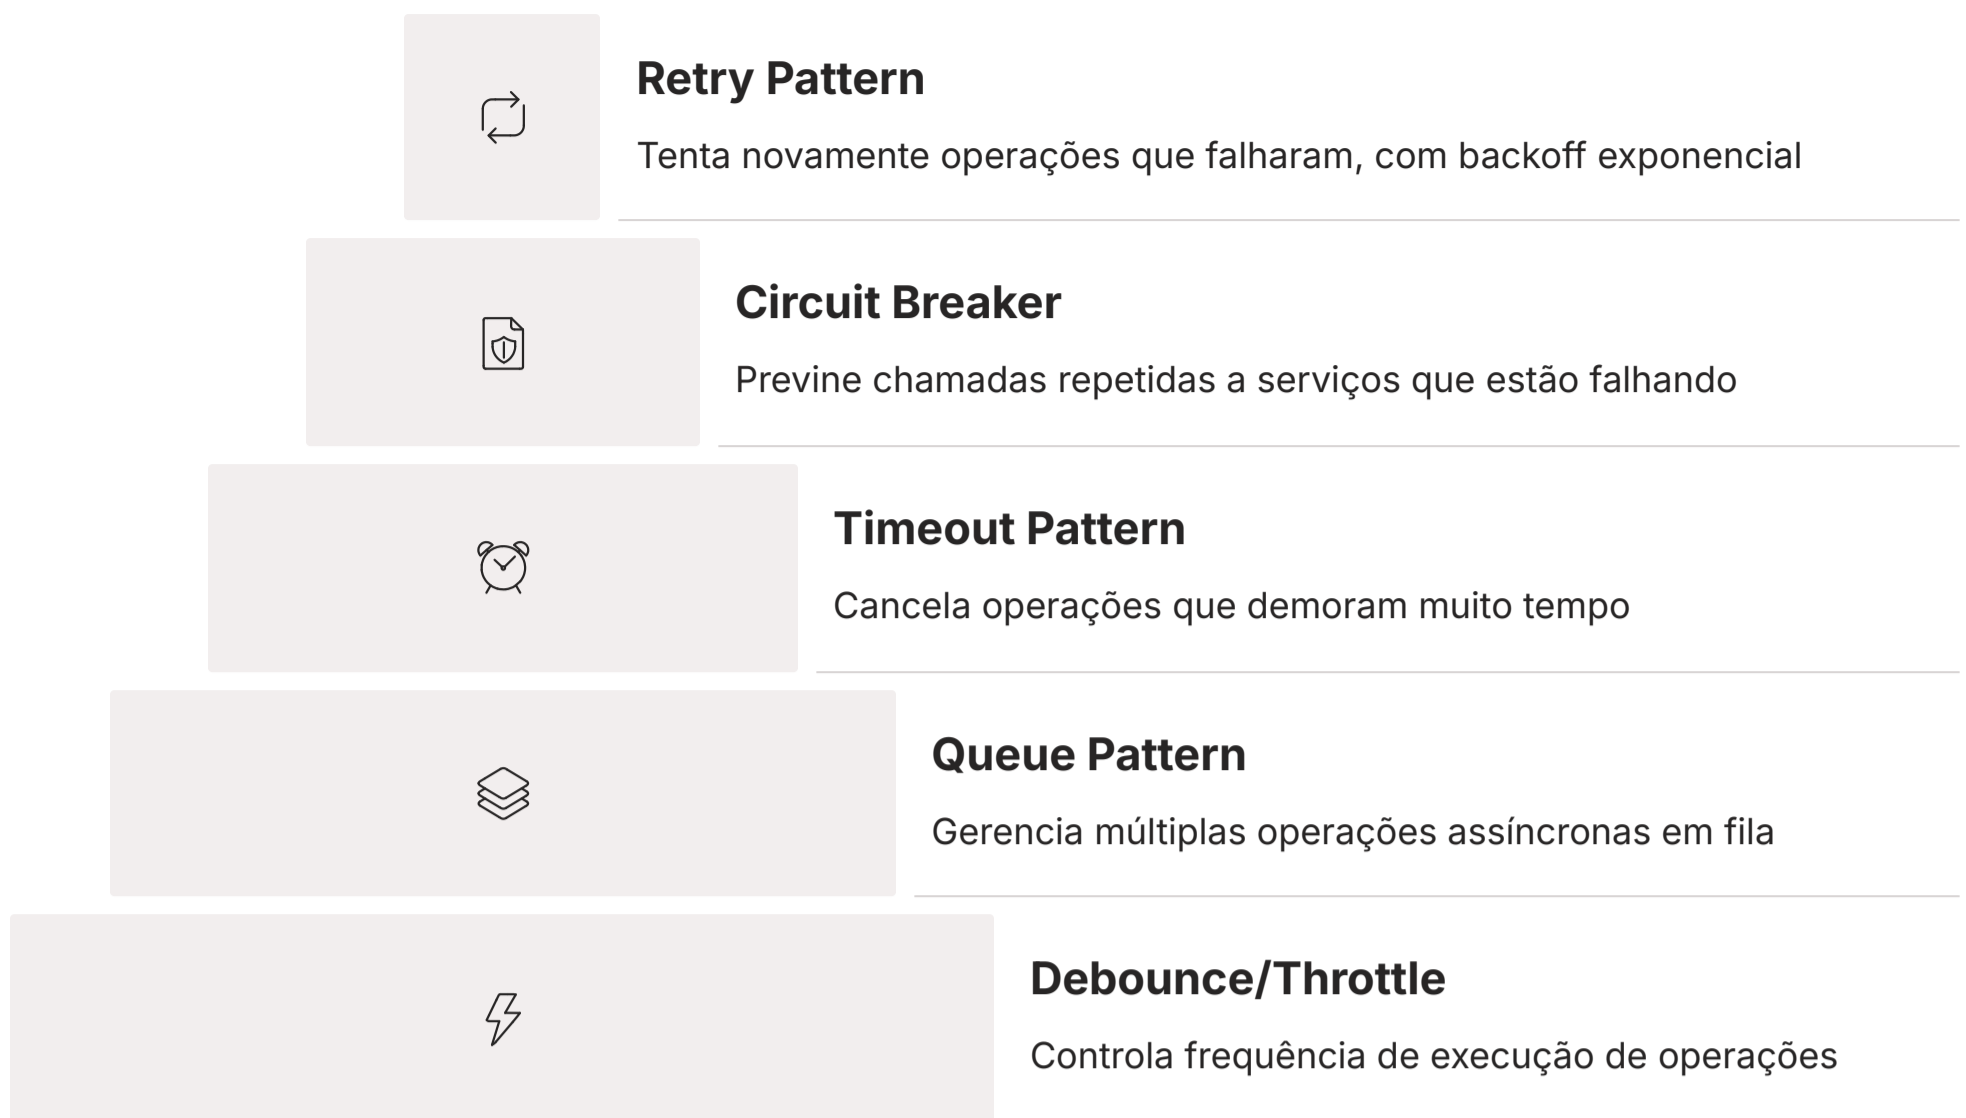 Retry Pattern
Tenta novamente operações que falharam, com backoff exponencial
Circuit Breaker
Previne chamadas repetidas a serviços que estão falhando
Timeout Pattern
Cancela operações que demoram muito tempo
Queue Pattern
Gerencia múltiplas operações assíncronas em fila
Debounce/Throttle
Controla frequência de execução de operações